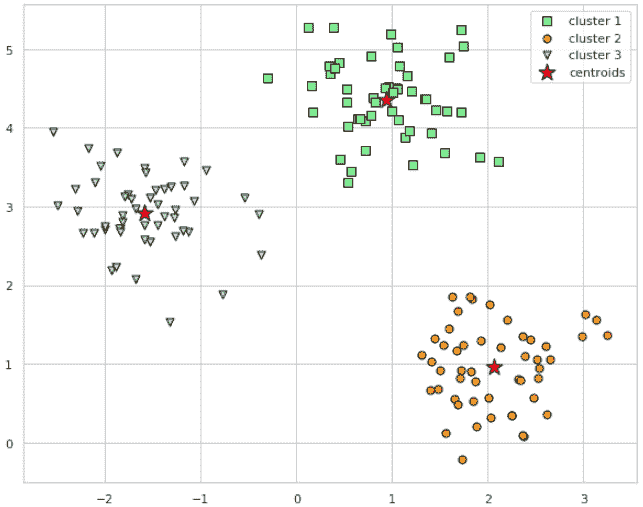 cluster 1
cluster 2
cluster 3
centroids
5
4
3
2
1
0
−2 −1 0 1 2 3